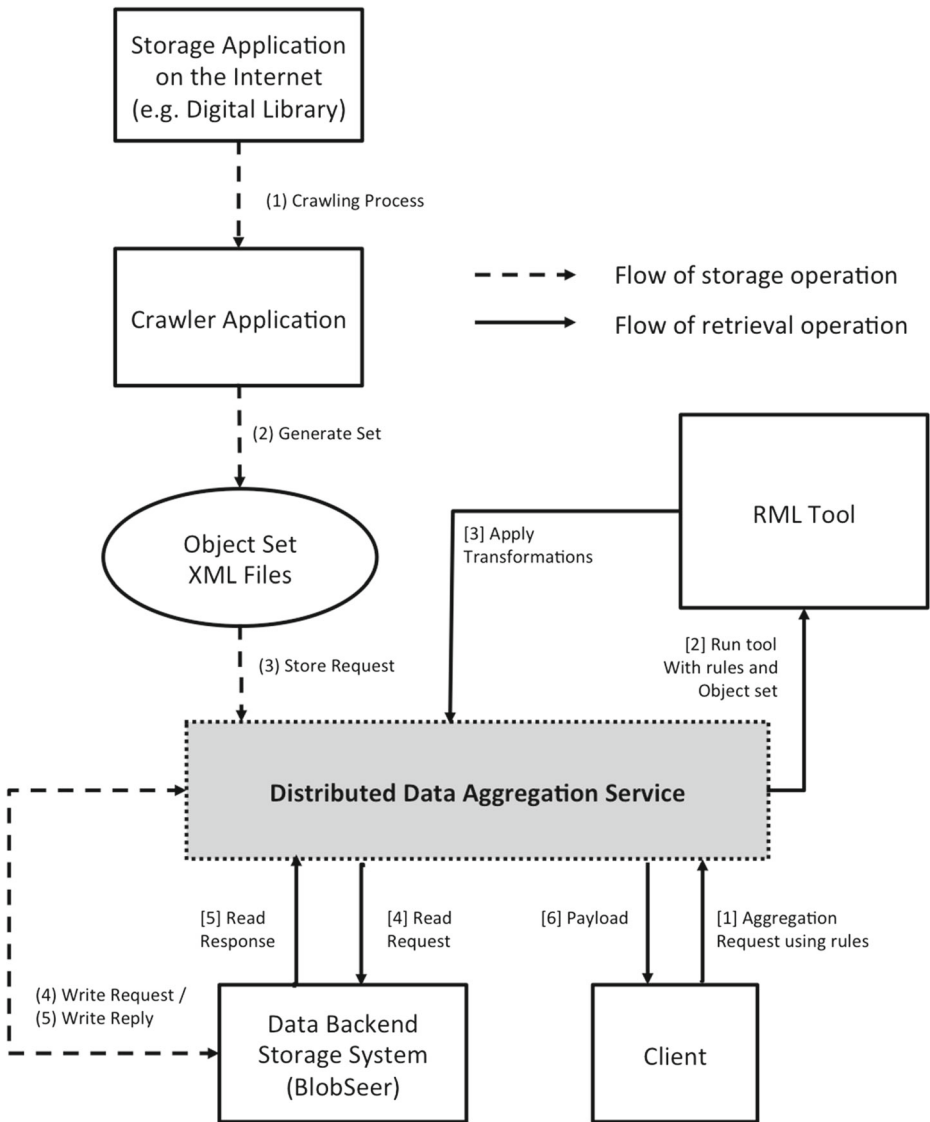 Storage Application
on the Internet
(e.g. Digital Library)
(1) Crawling Process
Crawler Application
Flow of storage operation
Flow of retrieval operation
(2) Generate Set
Object Set
XML Files
RML Tool
[3] Apply
Transformations
(3) Store Request
[2] Run tool
With rules and
Object set
Distributed Data Aggregation Service
[5] Read
Response
[4] Read
Request
[6] Payload
[1] Aggregation
Request using rules
(4) Write Request /
(5) Write Reply
Data Backend
Storage System
(BlobSeer)
Client